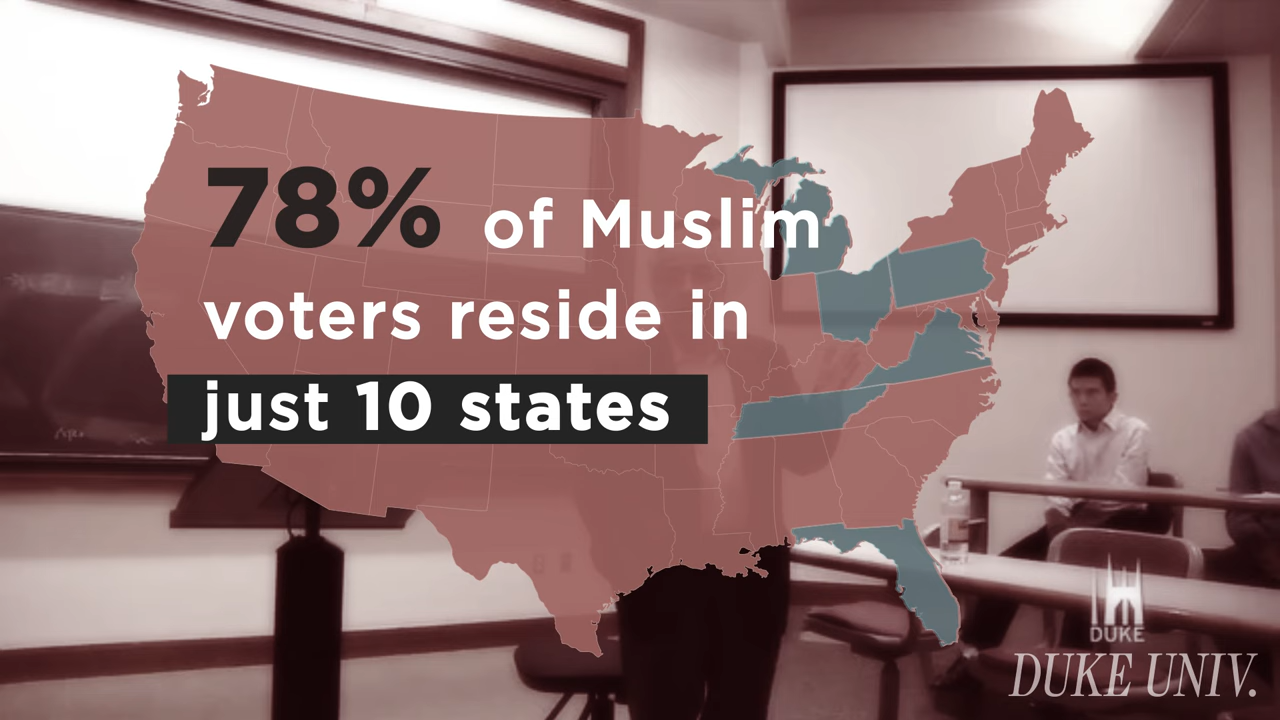 78% of Muslim
voters reside in
just 10 states
DUKE
DUKE UNIV.